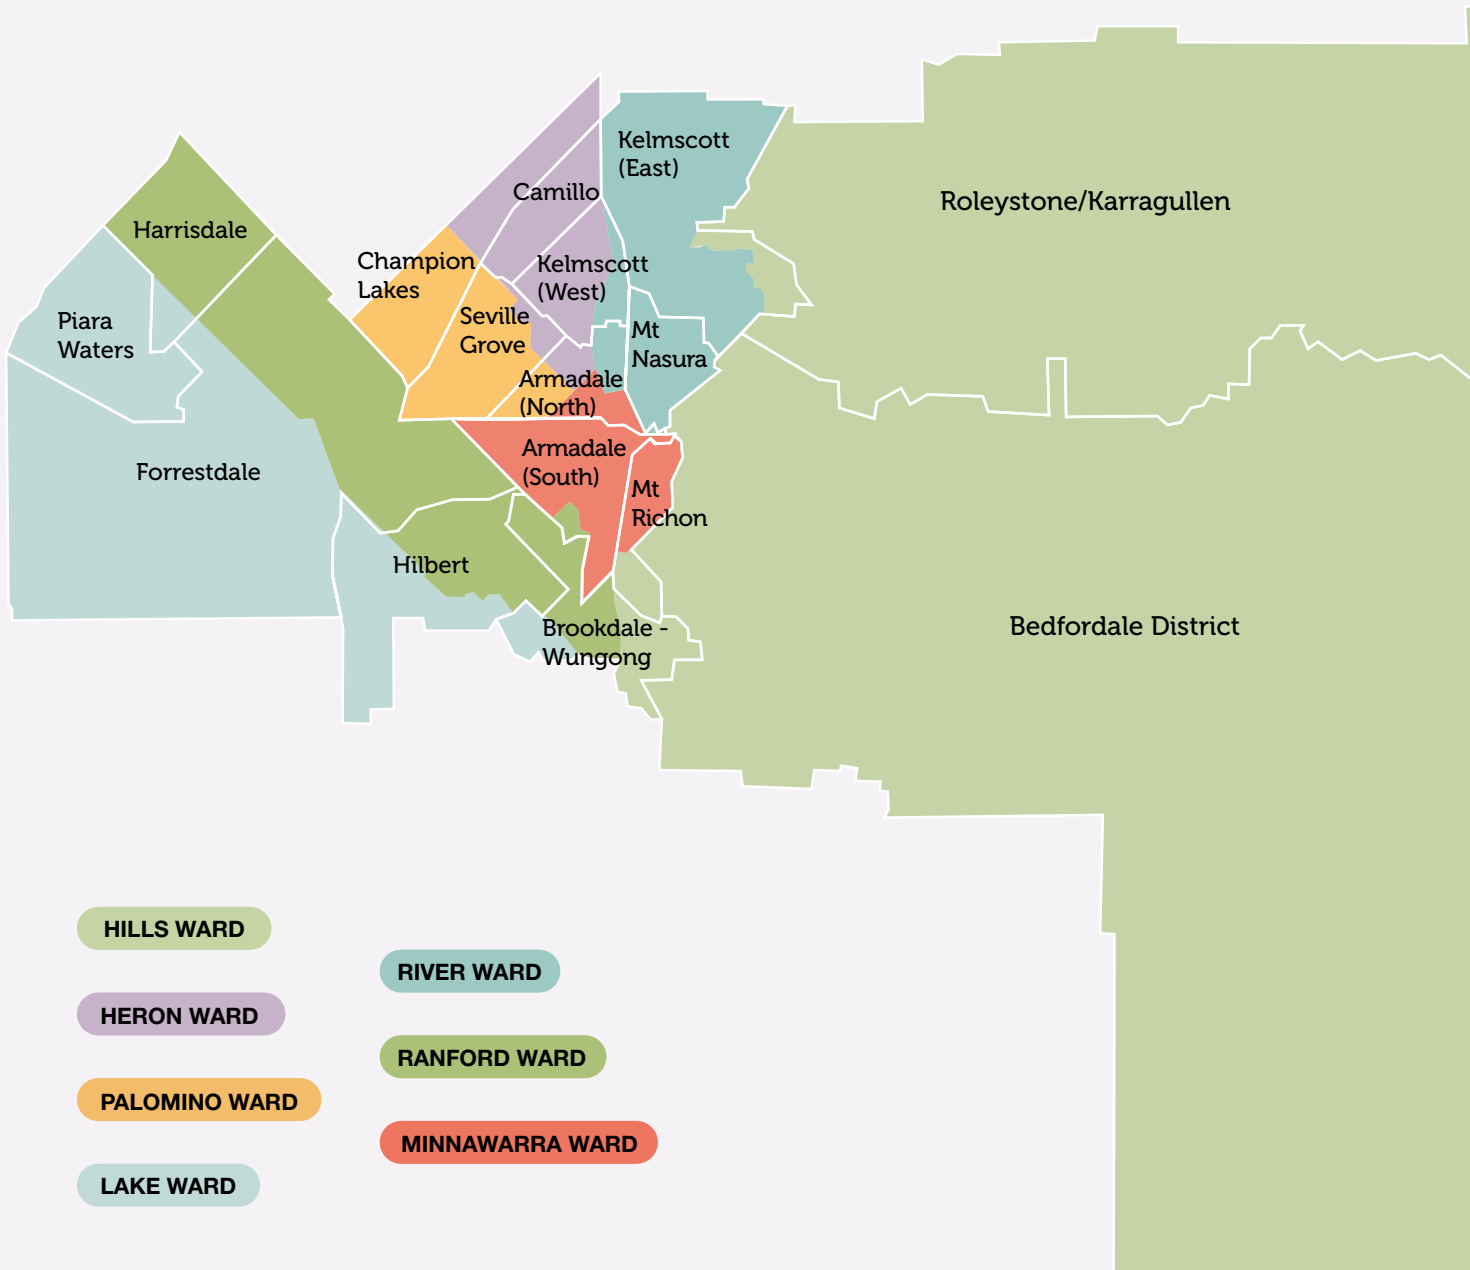 Kelmscott
(East)
Camillo
Roleystone/Karragullen
Harrisdale
Champion
Lakes
Kelmscott
(West)
Piara
Waters
Seville
Grove
Mt
Nasura
Armadale
(North)
Armadale
(South)
Forrestdale
Mt
Richon
Hilbert
Brookdale -
Wungong
Bedfordale District
HILLS WARD
RIVER WARD
HERON WARD
RANFORD WARD
PALOMINO WARD
MINNAWARRA WARD
LAKE WARD